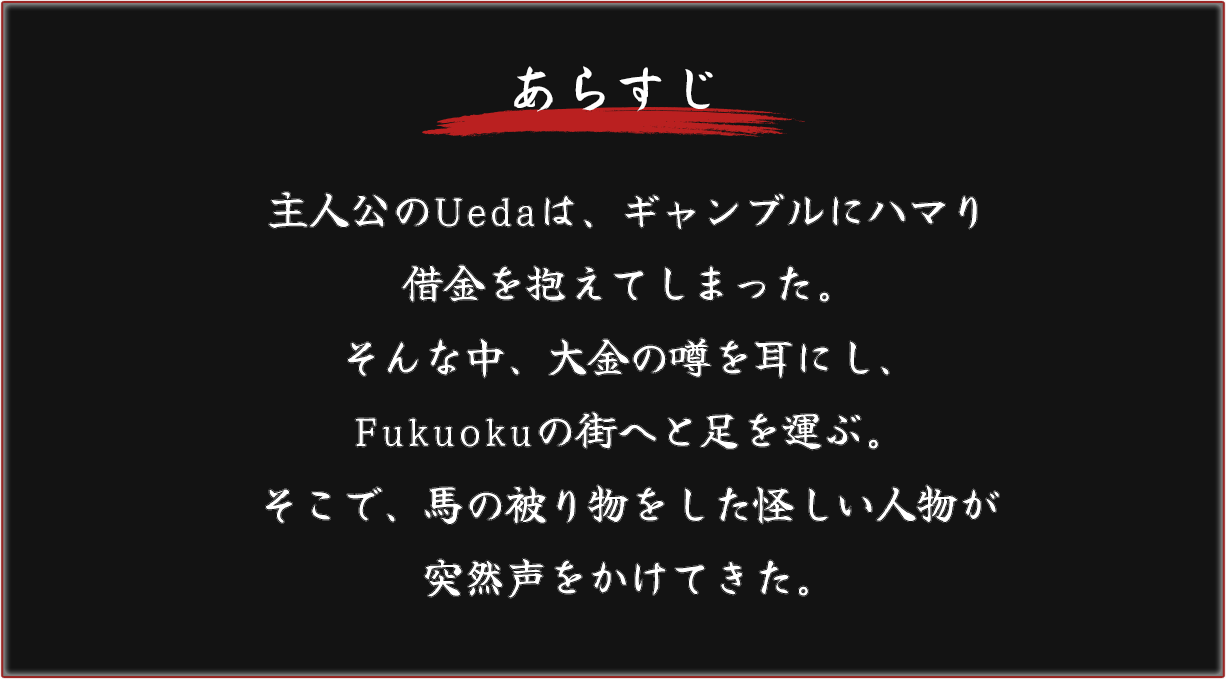 あらすじ
主人公のUedaは、ギャンブルにハマり
借金を抱えてしまった。
そんな中、大金の噂を耳にし、
Fukuokuの街へと足を運ぶ。
そこで、馬の被り物をした怪しい人物が
突然声をかけてきた。